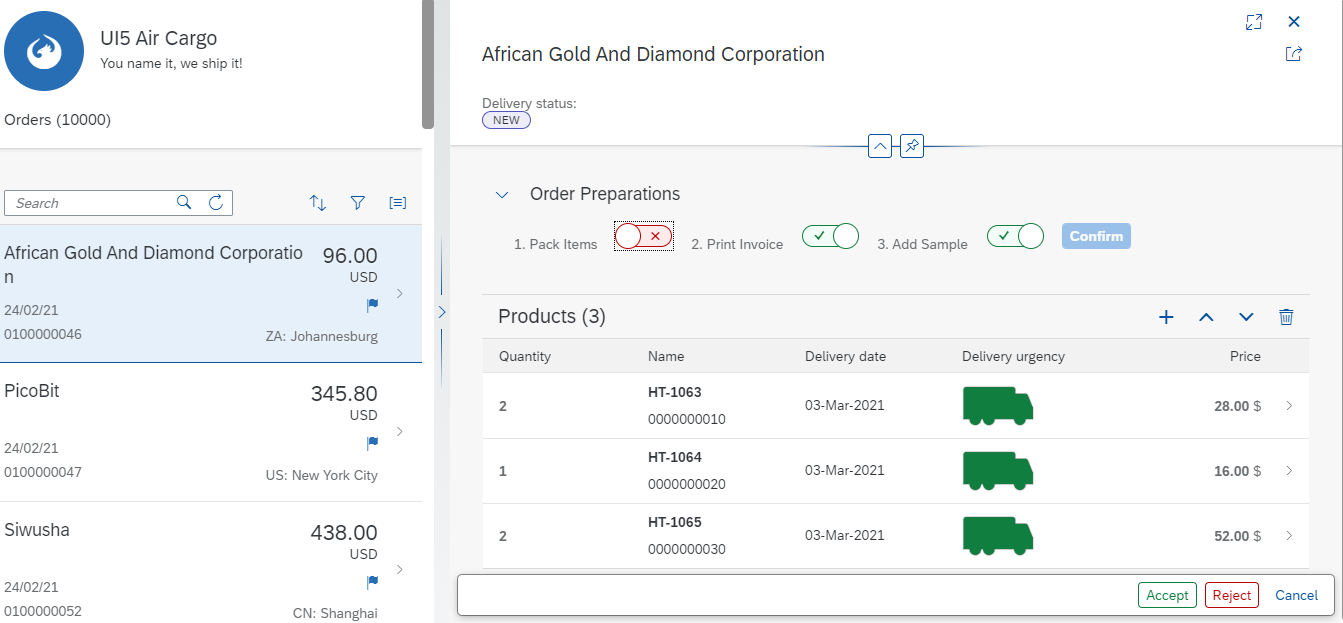 UI5 Air Cargo
You name it, we ship it!
Orders (10000)
Search
African Gold And Diamond Corporatio
n
96.00
USD
24/02/21
0100000046
ZA: Johannesburg
PicoBit
345.80
USD
24/02/21
0100000047
US: New York City
Siwusha
438.00
USD
24/02/21
0100000052
CN: Shanghai
African Gold And Diamond Corporation
Delivery status:
NEW
Order Preparations
1. Pack Items
2. Print Invoice
3. Add Sample
Confirm
Products (3)
Quantity Name Delivery date Delivery urgency Price
HT-1063
2 03-Mar-2021 28.00 $
0000000010
HT-1064
1 03-Mar-2021 16.00 $
0000000020
HT-1065
2 03-Mar-2021 52.00 $
0000000030
Accept Reject Cancel